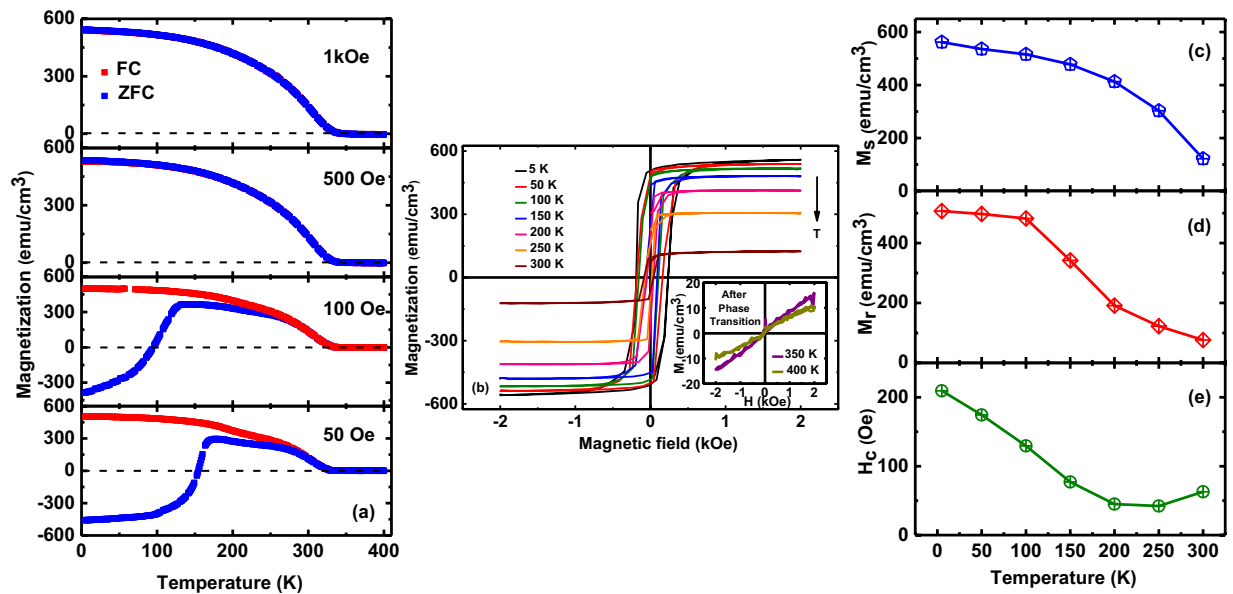 600
300
0
1kOe
FC
ZFC
600
300
0
500 Oe
600
300
0
-300
100 Oe
600
300
0
-300
-600
50 Oe
(a)
0 100 200 300 400
Temperature (K)
Magnetization (emu/cm3)
600
300
0
-300
-600
Magnetization (emu/cm3)
5 K
50 K
100 K
150 K
200 K
250 K
300 K
T
(b)
-2 -1 0 1 2
Magnetic field (kOe)
After
Phase
Transition
20
10
0
-10
-20
350 K
400 K
-2 -1 0 1 2
H (kOe)
600
400
200
0
Ms (emu/cm3)
(c)
400
200
0
Mr (emu/cm3)
(d)
200
100
0
HC (Oe)
(e)
0 50 100 150 200 250 300
Temperature (K)